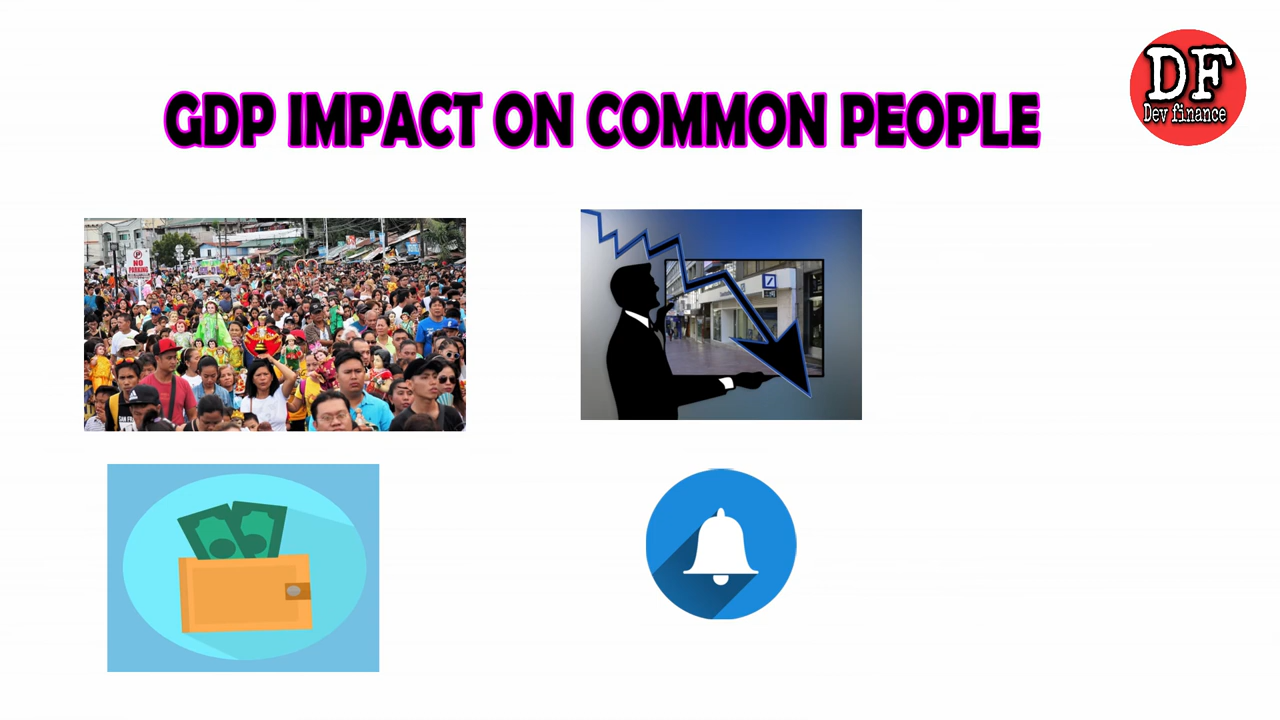 GDP IMPACT ON COMMON PEOPLE
DF
Dev finance
P
NO
PARKING